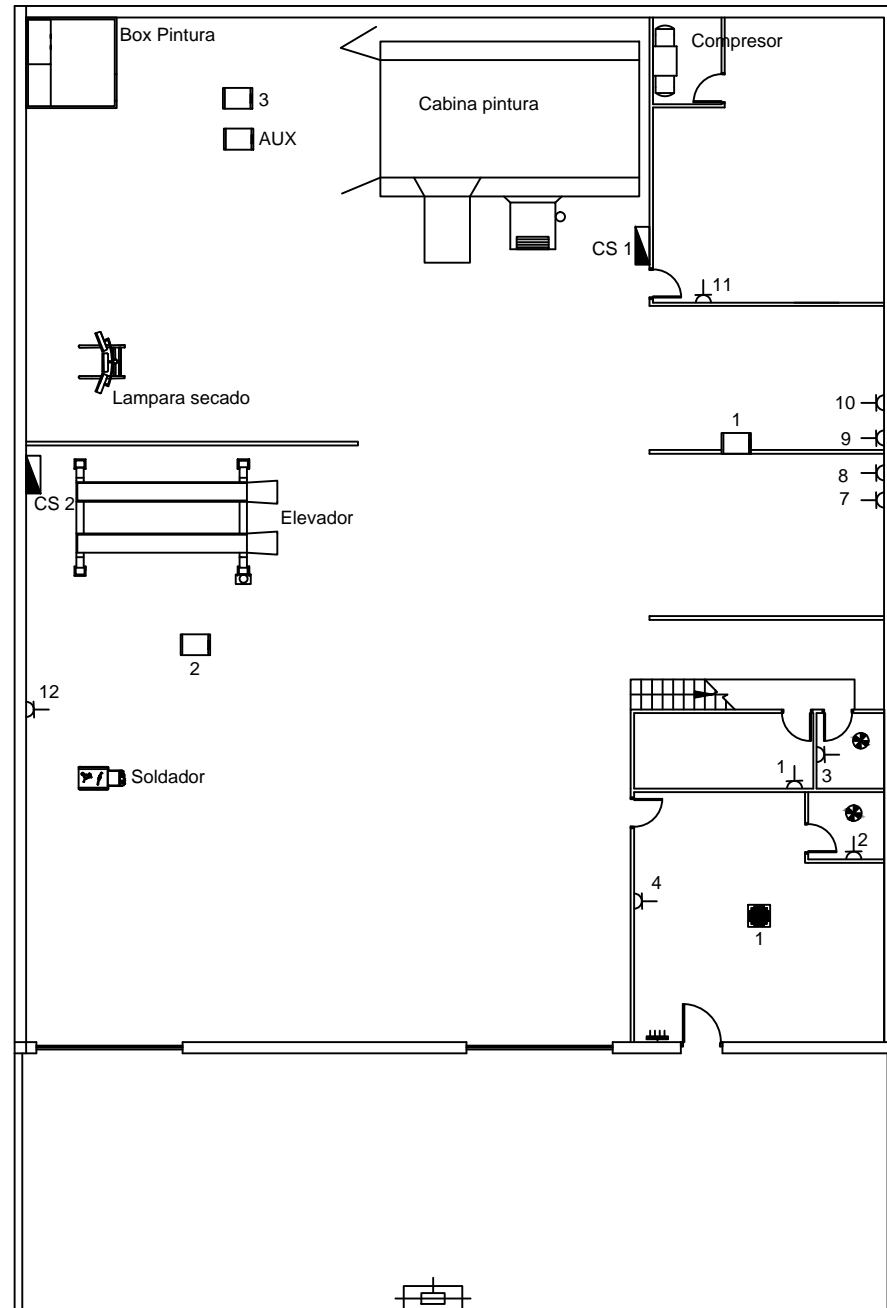 Box Pintura
Compresor
3
Cabina pintura
AUX
CS 1
11
Lampara secado
10
1
9
8
7
CS 2
Elevador
2
12
Soldador
1
3
2
4
1